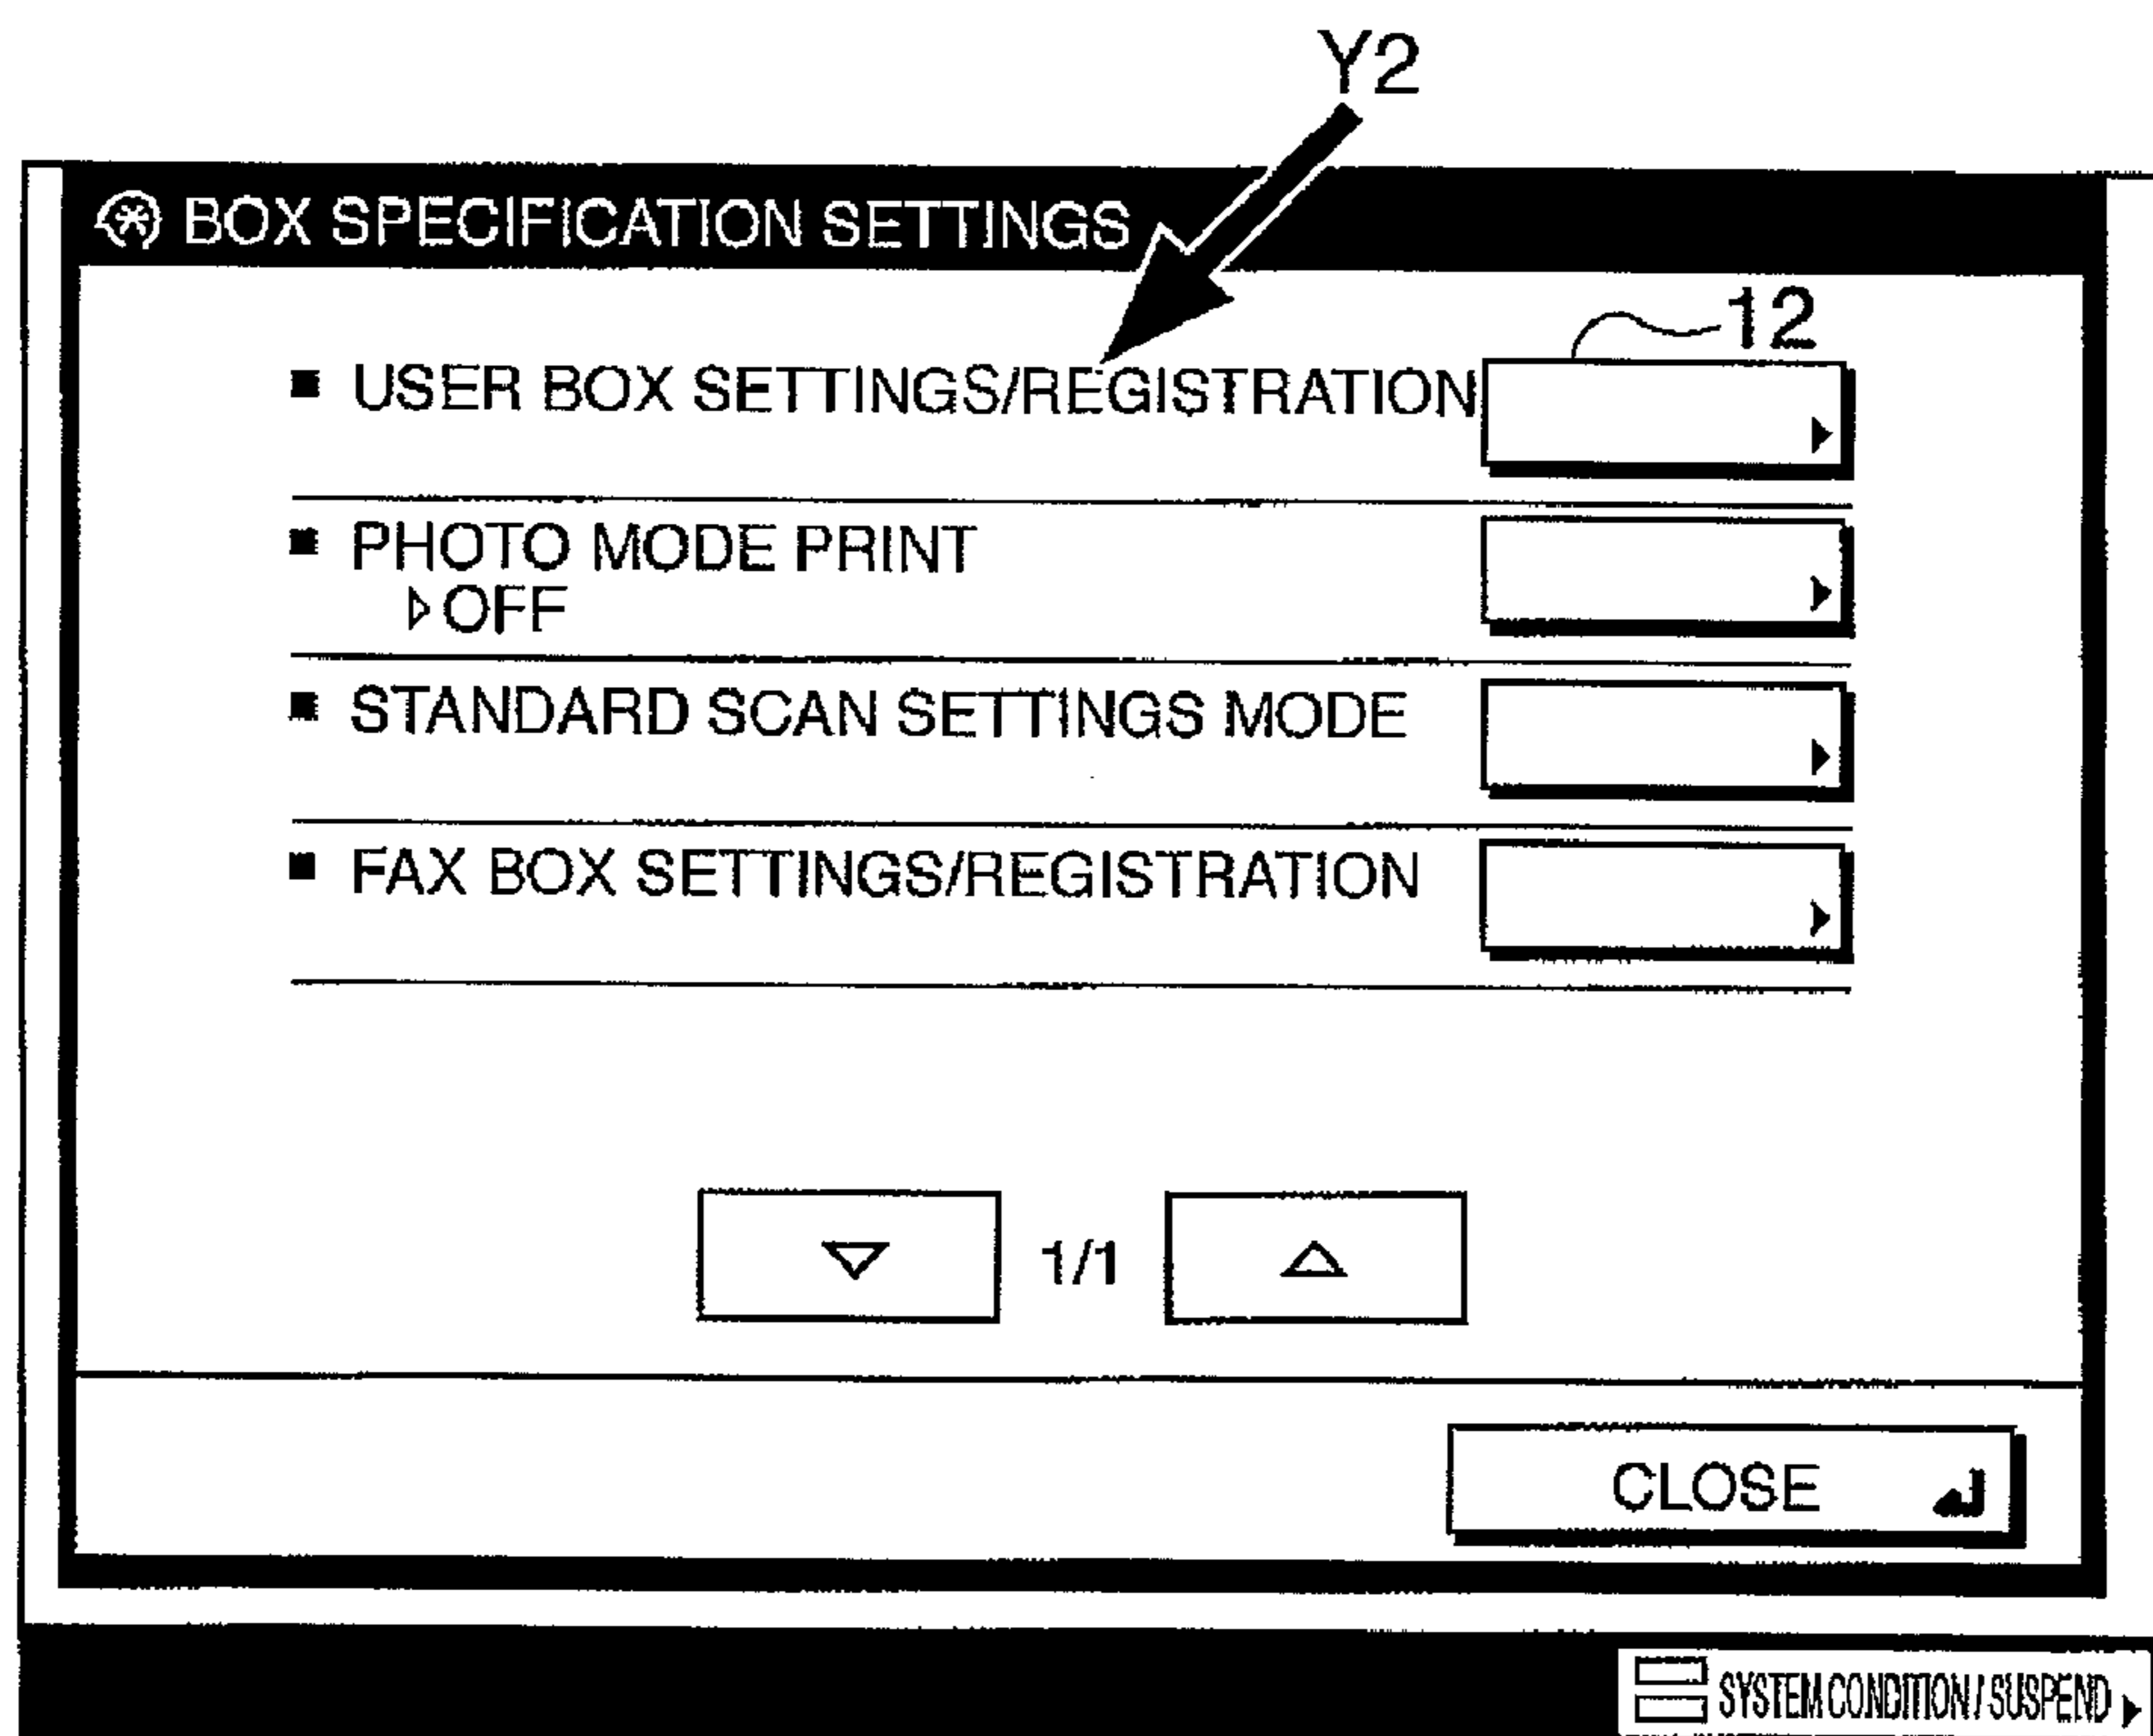 Y2
BOX SPECIFICATION SETTINGS
12
■ USER BOX SETTINGS/REGISTRATION
■ PHOTO MODE PRINT
▷OFF
■ STANDARD SCAN SETTINGS MODE
■ FAX BOX SETTINGS/REGISTRATION
1/1
CLOSE
SYSTEM CONDITION / SUSPEND